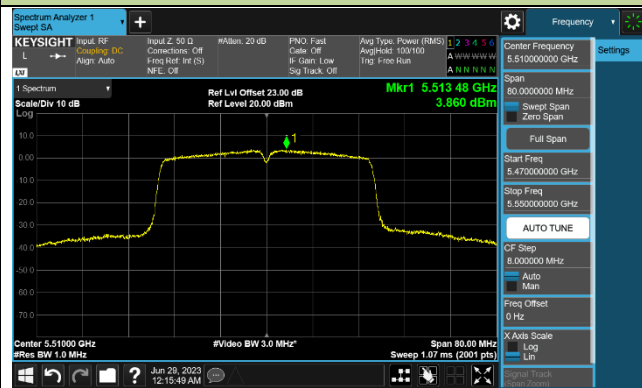 Spectrum Analyzer 1
Swept SA
Frequency
KEYSIGHT
L
LXI
Input: RF
Coupling: DC
Align: Auto
Input Z: 50 Ω
Corrections: Off
Freq Ref: Int (S)
NFE: Off
#Atten: 20 dB
PNO: Fast
Gate: Off
IF Gain: Low
Sig Track: Off
Avg Type: Power (RMS)
Avg|Hold: 100/100
Trig: Free Run
1 2 3 4 5 6
A W W W W W
A N N N N N
1 Spectrum
Scale/Div 10 dB
Log
Ref Lvl Offset 23.00 dB
Ref Level 20.00 dBm
Mkr1 5.513 48 GHz
3.860 dBm
1
10.0
0.00
-10.0
-20.0
-30.0
-40.0
-50.0
-60.0
-70.0
Center 5.51000 GHz
#Res BW 1.0 MHz
#Video BW 3.0 MHz*
Span 80.00 MHz
Sweep 1.07 ms (2001 pts)
Center Frequency
5.510000000 GHz
Settings
Span
80.0000000 MHz
Swept Span
Zero Span
Full Span
Start Freq
5.470000000 GHz
Stop Freq
5.550000000 GHz
AUTO TUNE
CF Step
8.000000 MHz
Auto
Man
Freq Offset
0 Hz
X Axis Scale
Log
Lin
Signal Track
(Span Zoom)
Jun 29, 2023
12:15:49 AM